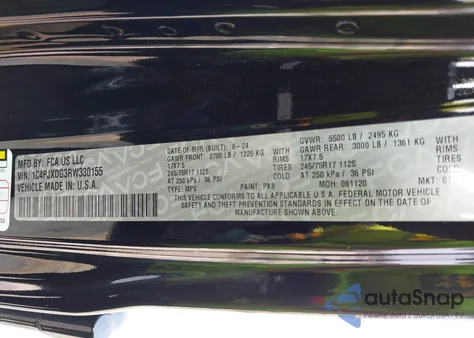 MFD BY: FCA US LLC
VIN: 1C4PJXDG3RW330155
VEHICLE MADE IN U.S.A.
DATE OF MFR (BUILT) 6-24
GAWR FRONT 2700 LB / 1225 KG WITH
17X7.5 RIMS
245/75R17 112S TIRES
AT 250 kPa / 36 PSI COLD
GVWR: 5500 LB / 2495 KG
GAWR REAR 3000 LB / 1361 KG WITH
17X7.5 RIMS
245/75R17 112S TIRES
AT 250 kPa / 36 PSI COLD
TYPE: MPV PAINT: PX8 MDH: 061120 MKT: 
THIS VEHICLE CONFORMS TO ALL APPLICABLE U.S.A. FEDERAL MOTOR VEHICLE
SAFETY STANDARDS IN EFFECT ON THE DATE OF MANUFACTURE SHOWN ABOVE
autoSnap